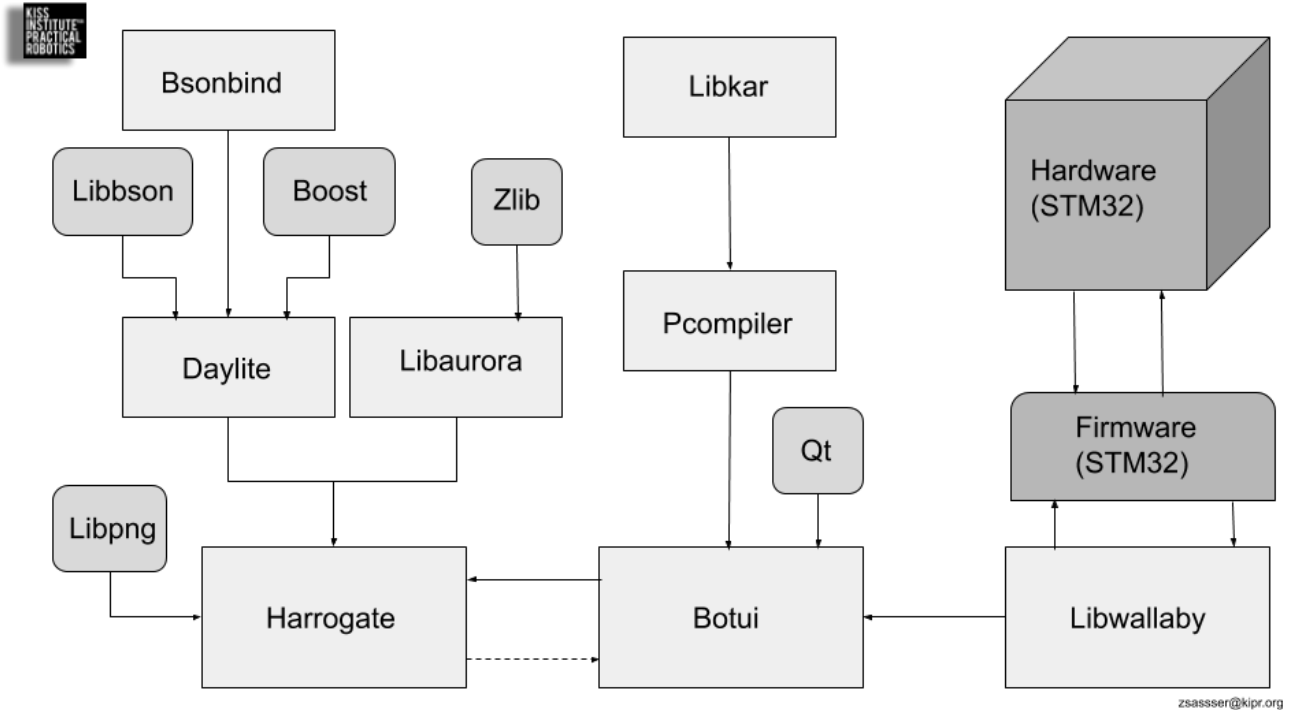 KISS
INSTITUTE
PRACTICAL
ROBOTICS
Bsonbind
Libkar
Hardware
(STM32)
Libbson
Boost
Zlib
Pcompiler
Daylite
Libaurora
Qt
Firmware
(STM32)
Libpng
Harrogate
Botui
Libwallaby
zsassser@kipr.org